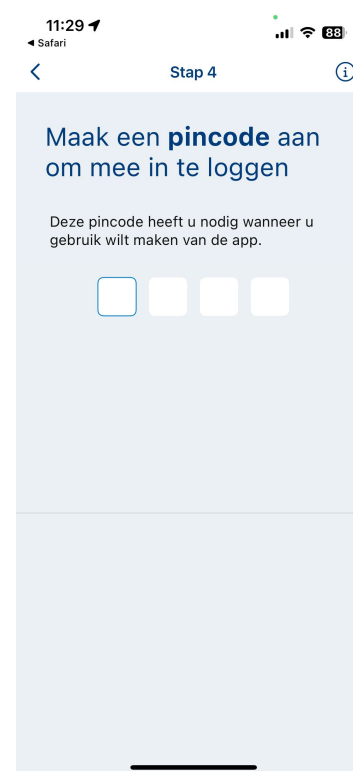 11:29
88
◀ Safari
Stap 4
Maak een pincode aan
om mee in te loggen
Deze pincode heeft u nodig wanneer u
gebruik wilt maken van de app.